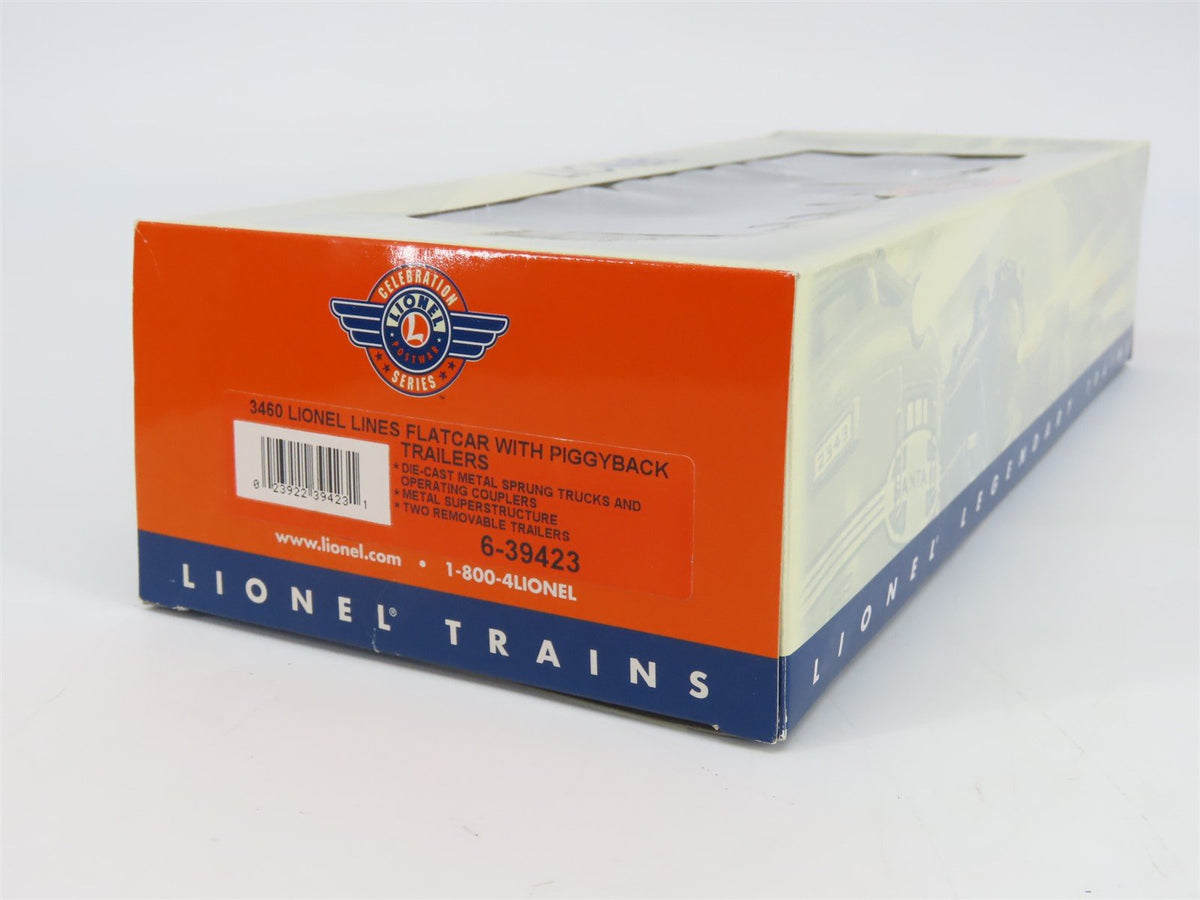 CELEBRATION
LIONEL
L
POSTWAR
SERIES
3460 LIONEL LINES FLATCAR WITH PIGGYBACK
TRAILERS
*DIE-CAST METAL SPRUNG TRUCKS AND
OPERATING COUPLERS
*METAL SUPERSTRUCTURE
*TWO REMOVABLE TRAILERS
6-39423
0 23922 39423 1
www.lionel.com • 1-800-4LIONEL
LIONEL® TRAINS
LIONEL® LEGENDARY TRAINS
2343